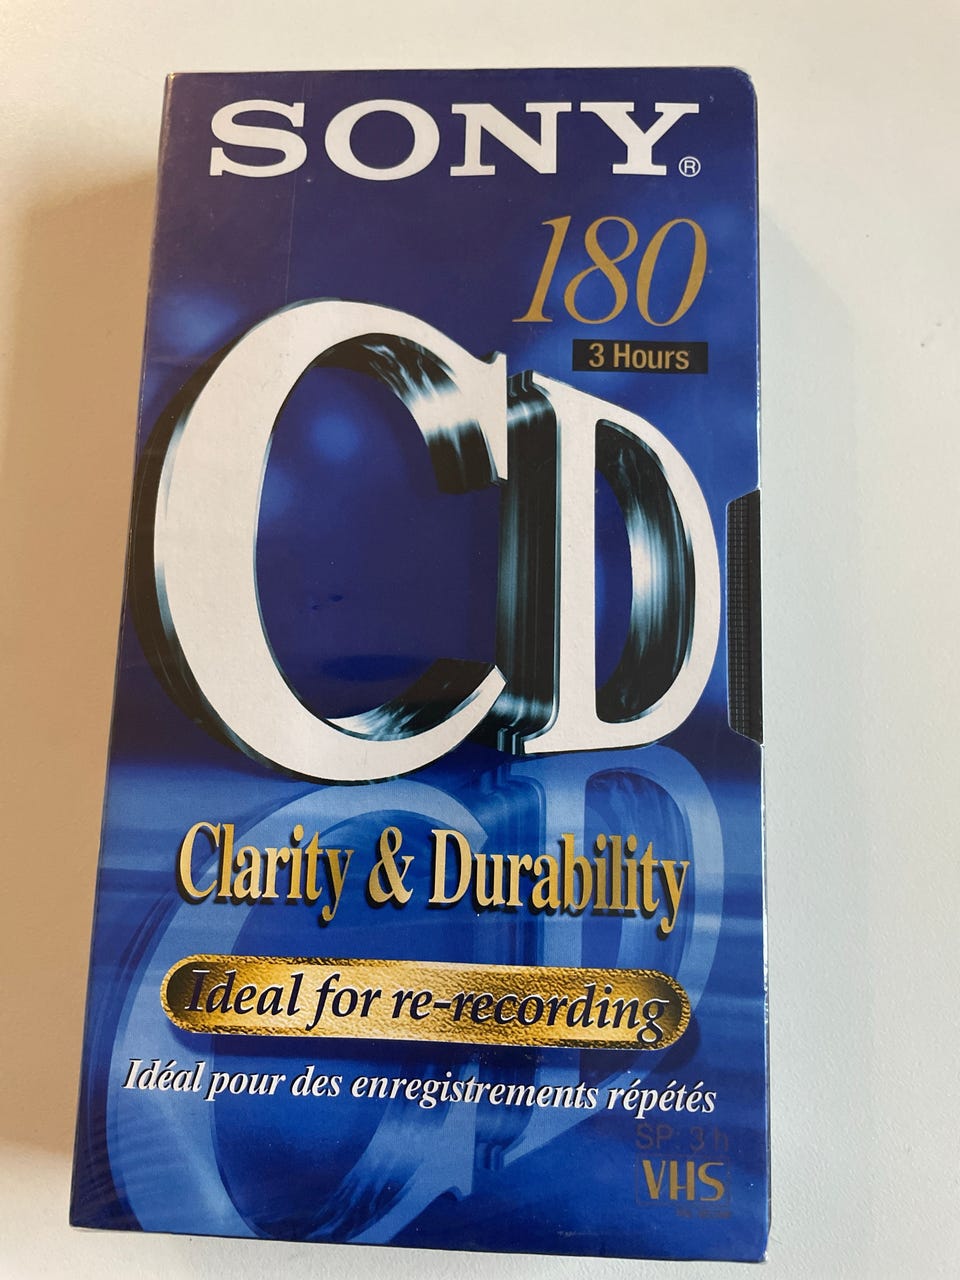 SONY®
180
3 Hours
CD
Clarity & Durability
Ideal for re-recording
Idéal pour des enregistrements répétés
SP: 3 h
VHS